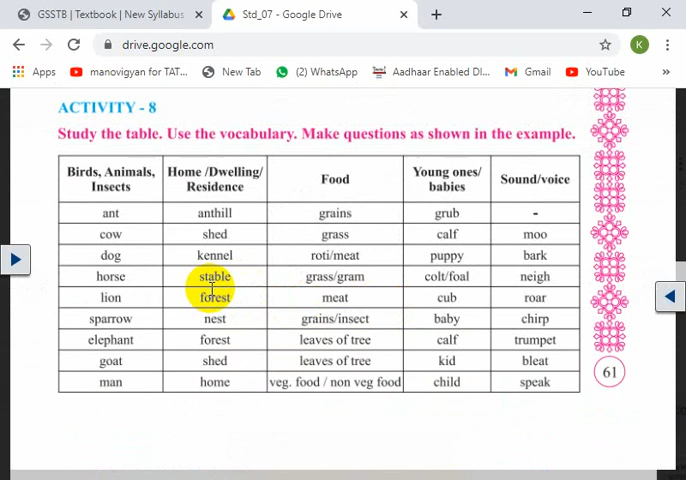 GSSTB | Textbook | New Syllabus
Std_07 - Google Drive
drive.google.com
K
Apps
manovigyan for TAT...
New Tab
(2) WhatsApp
Aadhaar Enabled DI...
Gmail
YouTube
»
ACTIVITY - 8
Study the table. Use the vocabulary. Make questions as shown in the example.
Birds, Animals, Insects Home /Dwelling/ Residence Food Young ones/ babies Sound/voice
ant anthill grains grub -
cow shed grass calf moo
dog kennel roti/meat puppy bark
horse stable grass/gram colt/foal neigh
lion forest meat cub roar
sparrow nest grains/insect baby chirp
elephant forest leaves of tree calf trumpet
goat shed leaves of tree kid bleat
man home veg. food / non veg food child speak
61